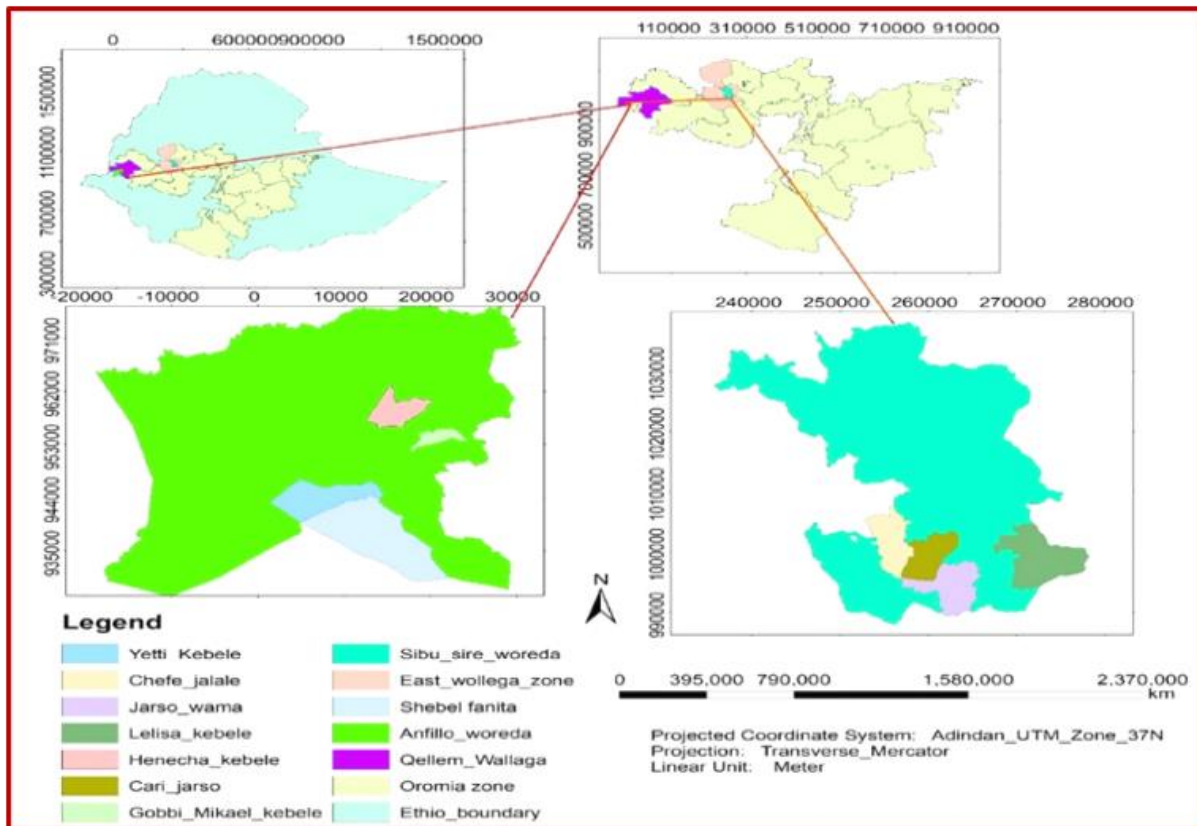 0 6000000900000 1500000
110000 310000 510000 710000 910000
1500000
1100000
700000
300000
900000
700000
500000
-20000 -10000 0 10000 20000 30000
240000 250000 260000 270000 280000
971000
962000
953000
944000
935000
1030000
1020000
1010000
1000000
990000
N
Legend
Yetti Kebele
Chefe_jalale
Jarso_wama
Lelisa_kebele
Henecha_kebele
Cari_jarso
Gobbi_Mikael_kebele
Sibu_sire_woreda
East_wollega_zone
Shebel fanita
Anfillo_woreda
Qellem_Wallaga
Oromia zone
Ethio_boundary
0 395,000 790,000 1,580,000 2,370,000
km
Projected Coordinate System: Adindan_UTM_Zone_37N
Projection: Transverse_Mercator
Linear Unit: Meter